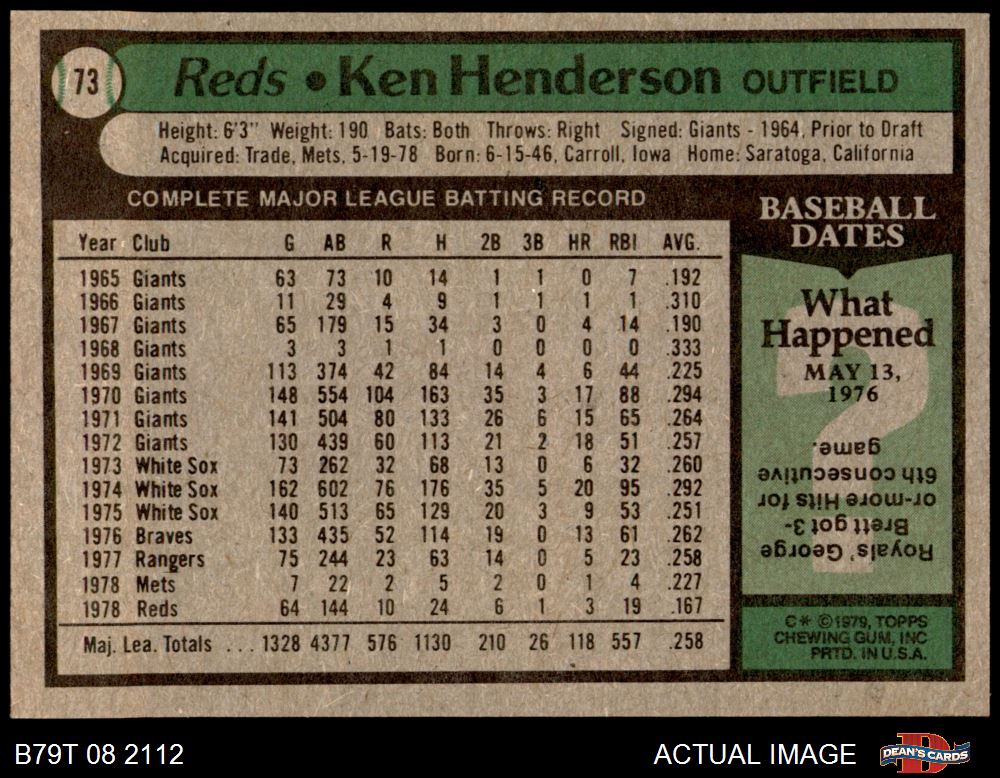 73 Reds • Ken Henderson OUTFIELD
Height: 6'3" Weight: 190 Bats: Both Throws: Right Signed: Giants - 1964, Prior to Draft
Acquired: Trade, Mets, 5-19-78 Born: 6-15-46, Carroll, Iowa Home: Saratoga, California
COMPLETE MAJOR LEAGUE BATTING RECORD
Year Club G AB R H 2B 3B HR RBI AVG.
1965 Giants 63 73 10 14 1 1 0 7 .192
1966 Giants 11 29 4 9 1 1 1 1 .310
1967 Giants 65 179 15 34 3 0 4 14 .190
1968 Giants 3 3 1 1 0 0 0 0 .333
1969 Giants 113 374 42 84 14 4 6 44 .225
1970 Giants 148 554 104 163 35 3 17 88 .294
1971 Giants 141 504 80 133 26 6 15 65 .264
1972 Giants 130 439 60 113 21 2 18 51 .257
1973 White Sox 73 262 32 68 13 0 6 32 .260
1974 White Sox 162 602 76 176 35 5 20 95 .292
1975 White Sox 140 513 65 129 20 3 9 53 .251
1976 Braves 133 435 52 114 19 0 13 61 .262
1977 Rangers 75 244 23 63 14 0 5 23 .258
1978 Mets 7 22 2 5 2 0 1 4 .227
1978 Reds 64 144 10 24 6 1 3 19 .167
Maj. Lea. Totals ... 1328 4377 576 1130 210 26 118 557 .258
BASEBALL
DATES
What
Happened
MAY 13,
1976
Royals' George
Brett got 3-
or-more Hits for
6th consecutive
game.
C* ©1979, TOPPS
CHEWING GUM, INC
PRTD. IN U.S.A.
B79T 08 2112
ACTUAL IMAGE
DEAN'S CARDS